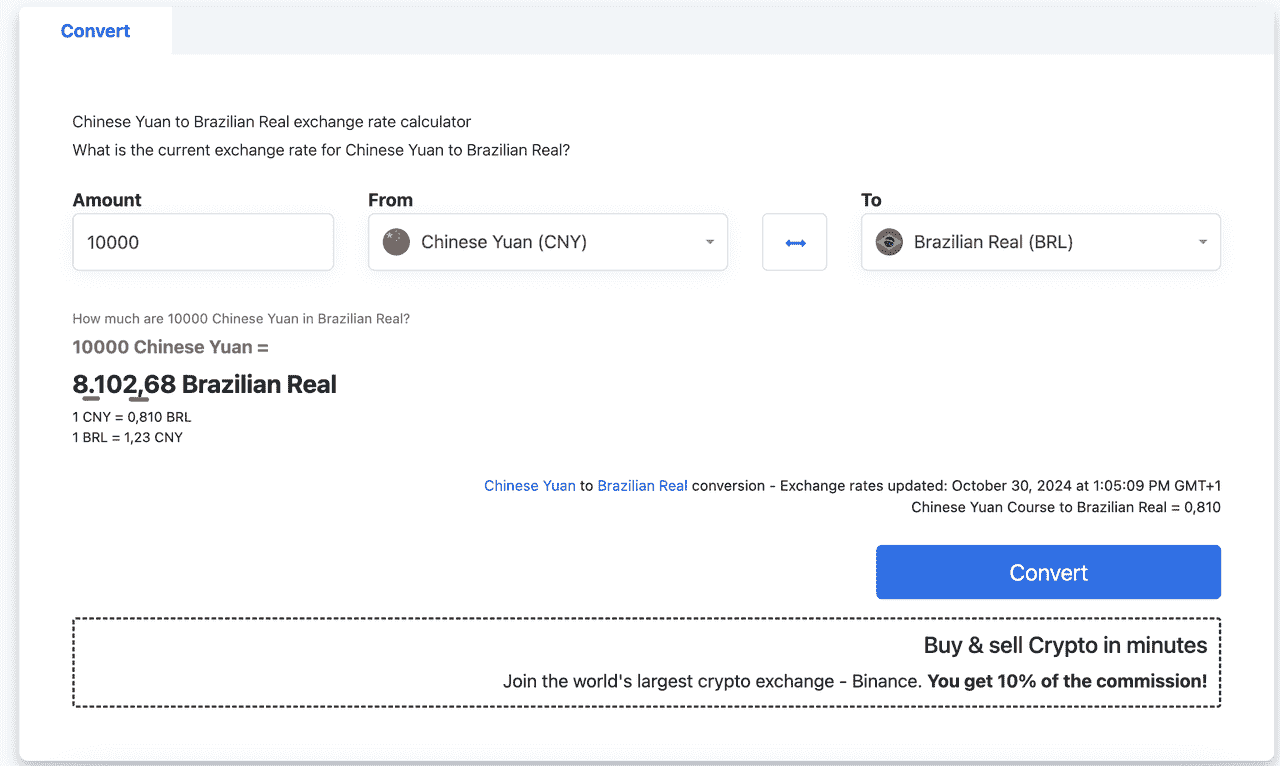 Convert
Chinese Yuan to Brazilian Real exchange rate calculator
What is the current exchange rate for Chinese Yuan to Brazilian Real?
Amount
From
To
10000
Chinese Yuan (CNY)
Brazilian Real (BRL)
How much are 10000 Chinese Yuan in Brazilian Real?
10000 Chinese Yuan =
8.102,68 Brazilian Real
1 CNY = 0,810 BRL
1 BRL = 1,23 CNY
Chinese Yuan to Brazilian Real conversion - Exchange rates updated: October 30, 2024 at 1:05:09 PM GMT+1
Chinese Yuan Course to Brazilian Real = 0,810
Convert
Buy & sell Crypto in minutes
Join the world's largest crypto exchange - Binance. You get 10% of the commission!